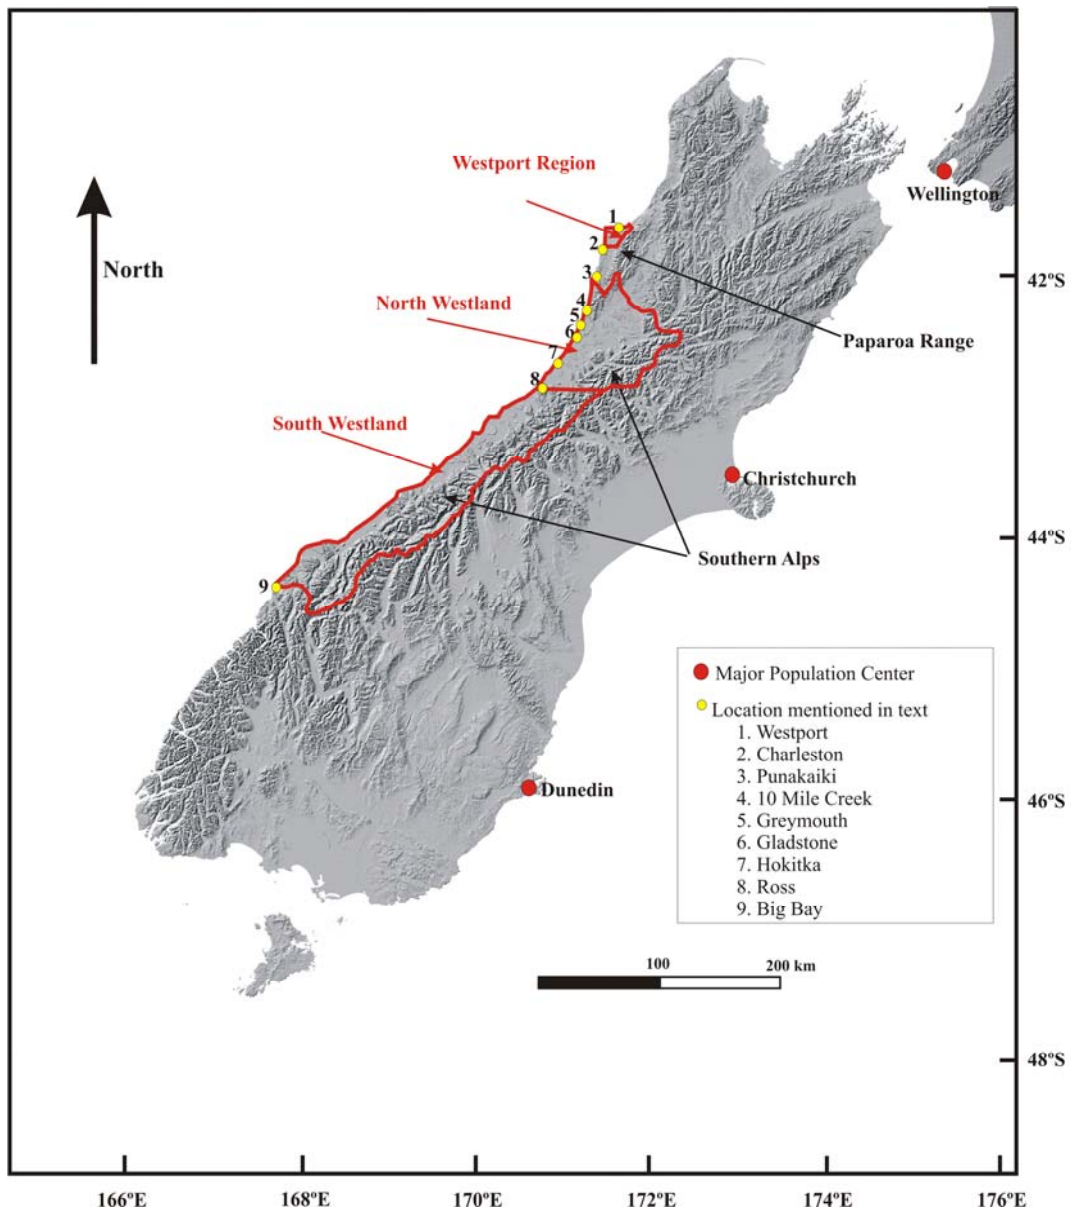 Westport Region
Wellington
1
2
North
3
42ºS
North Westland
4
5
6
Paparoa Range
7
8
South Westland
Christchurch
44ºS
Southern Alps
9
Major Population Center
Location mentioned in text
1. Westport
2. Charleston
3. Punakaiki
4. 10 Mile Creek
5. Greymouth
6. Gladstone
7. Hokitka
8. Ross
9. Big Bay
Dunedin
46ºS
100
200 km
48ºS
166ºE
168ºE
170ºE
172ºE
174ºE
176ºE